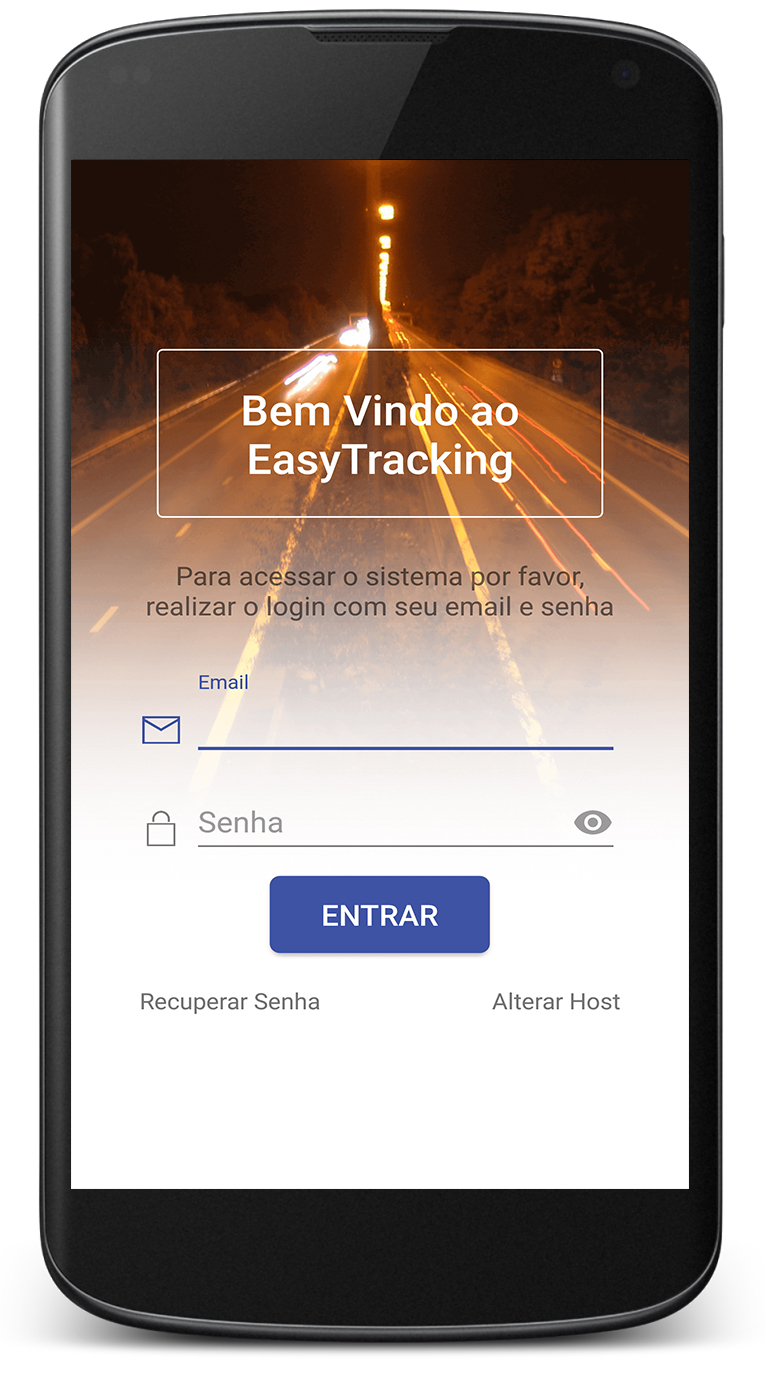 Bem Vindo ao
EasyTracking
Para acessar o sistema por favor,
realizar o login com seu email e senha
Email
Senha
ENTRAR
Recuperar Senha
Alterar Host